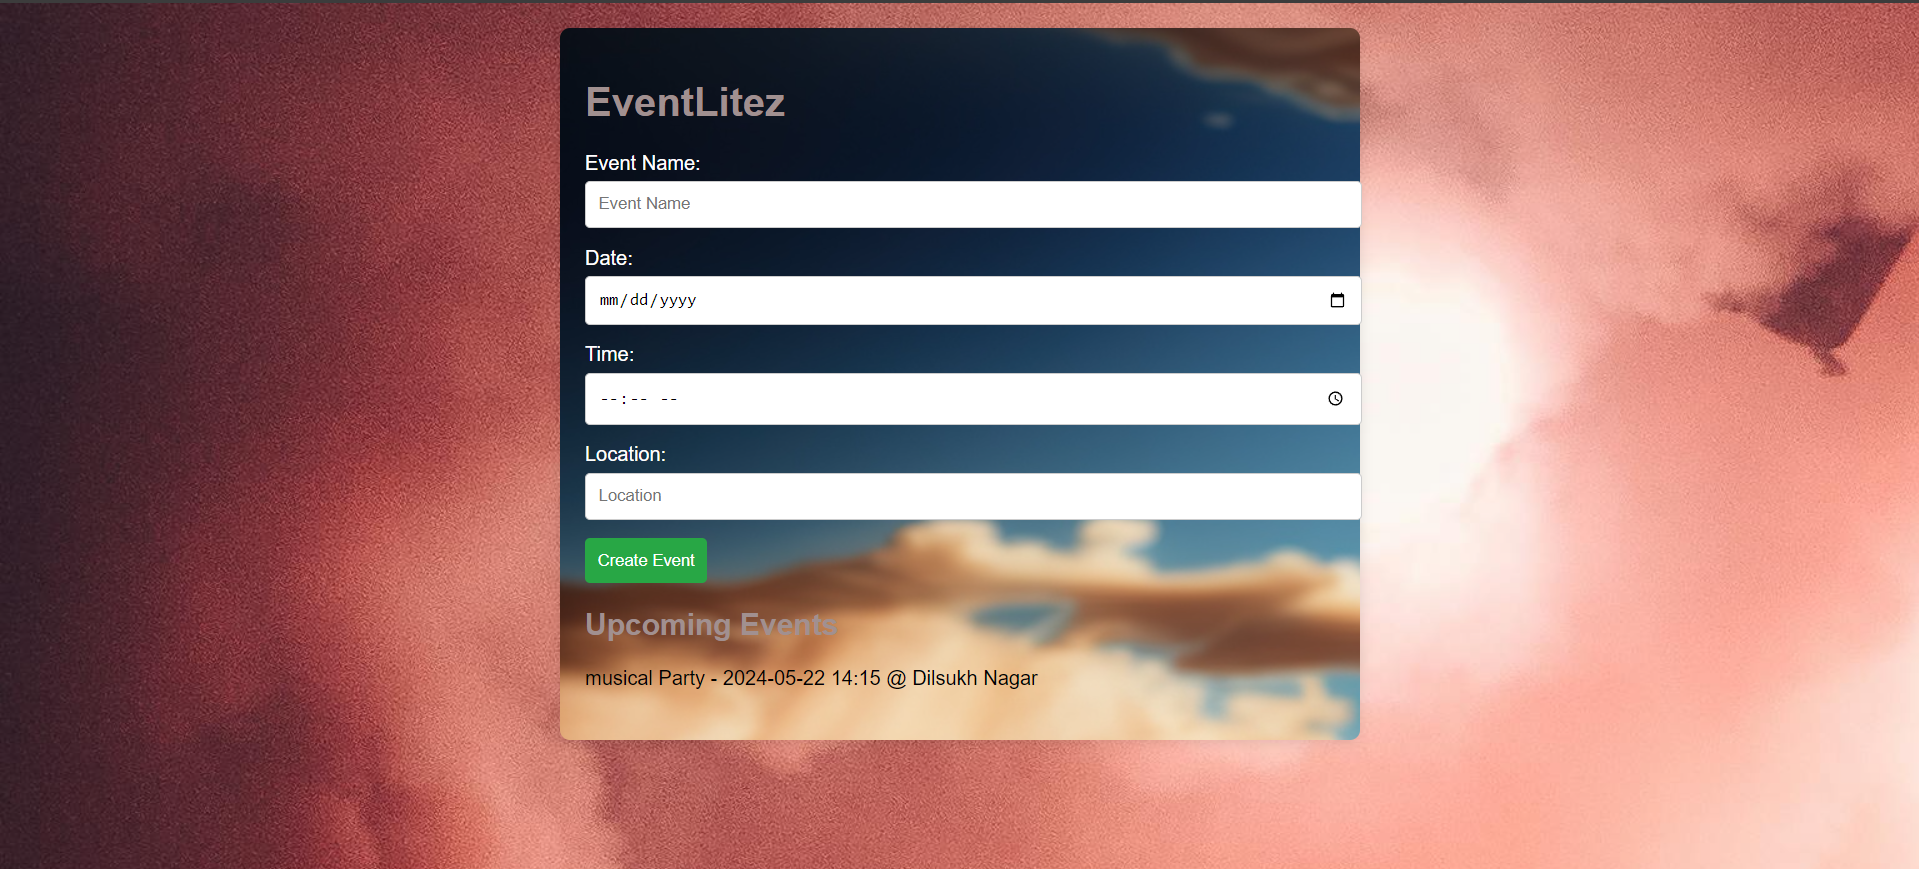 EventLitez
Event Name:
Event Name
Date:
mm/dd/yyyy
Time:
--:-- --
Location:
Location
Create Event
Upcoming Events
musical Party - 2024-05-22 14:15 @ Dilsukh Nagar